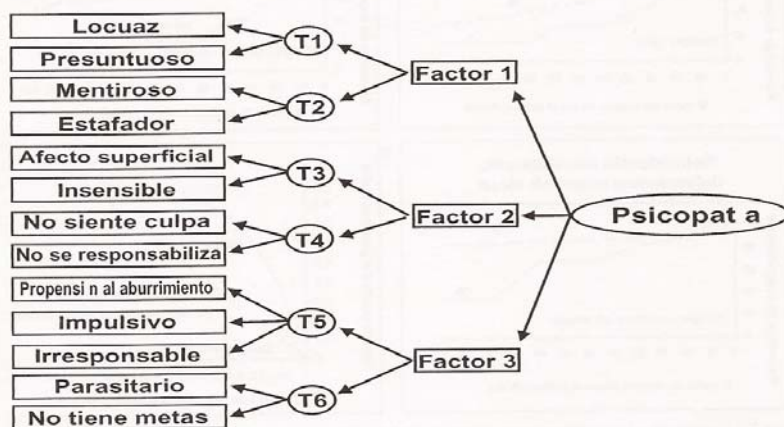 Locuaz
Presuntuoso
Mentiroso
Estafador
Afecto superficial
Insensible
No siente culpa
No se responsabiliza
Propensi n al aburrimiento
Impulsivo
Irresponsable
Parasitario
No tiene metas
T1
T2
T3
T4
T5
T6
Factor 1
Factor 2
Factor 3
Psicopat a